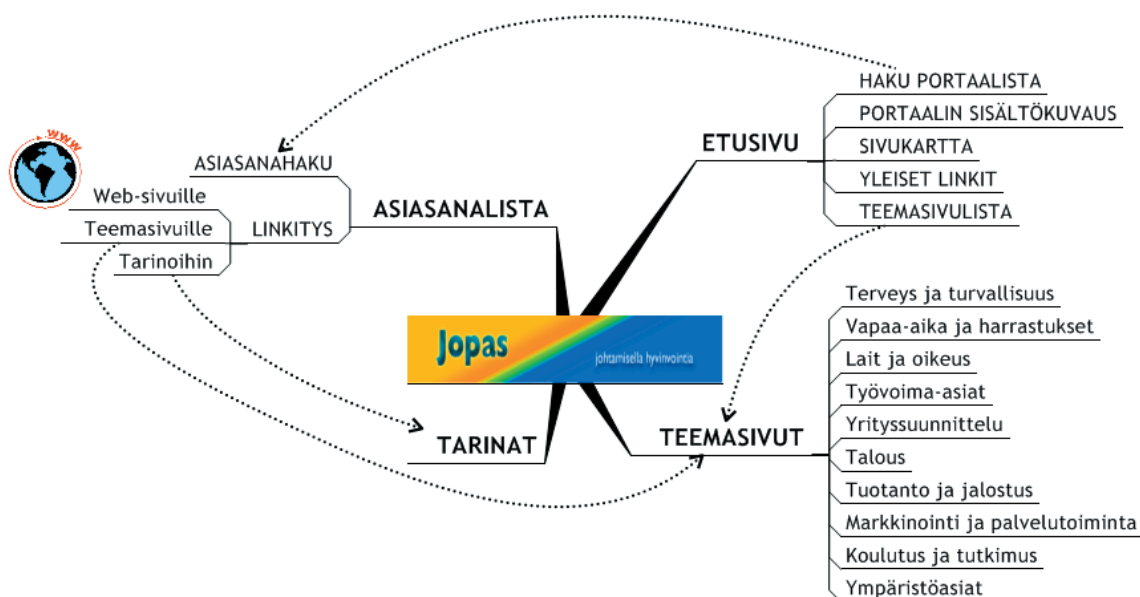 HAKU PORTAALISTA
PORTAALIN SISÄLTÖKUVAUS
ETUSIVU
SIVUKARTTA
YLEISET LINKIT
TEEMASIVULISTA
www
ASIASANAHAKU
Web-sivuille
ASIASANALISTA
Teemasivuille
LINKITYS
Tarinoihin
Jopas
johtamisella hyvinvointia
TARINAT
TEEMASIVUT
Terveys ja turvallisuus
Vapaa-aika ja harrastukset
Lait ja oikeus
Työvoima-asiat
Yrityssuunnittelu
Talous
Tuotanto ja jalostus
Markkinointi ja palvelutoiminta
Koulutus ja tutkimus
Ympäristöasiat